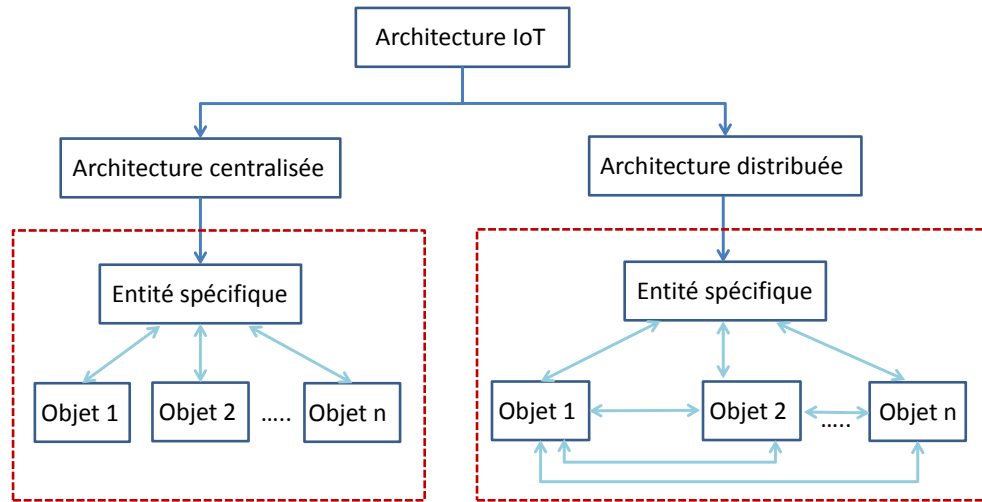 Architecture IoT
Architecture centralisée
Architecture distribuée
Entité spécifique
Entité spécifique
Objet 1
Objet 2
.....
Objet n
Objet 1
Objet 2
.....
Objet n